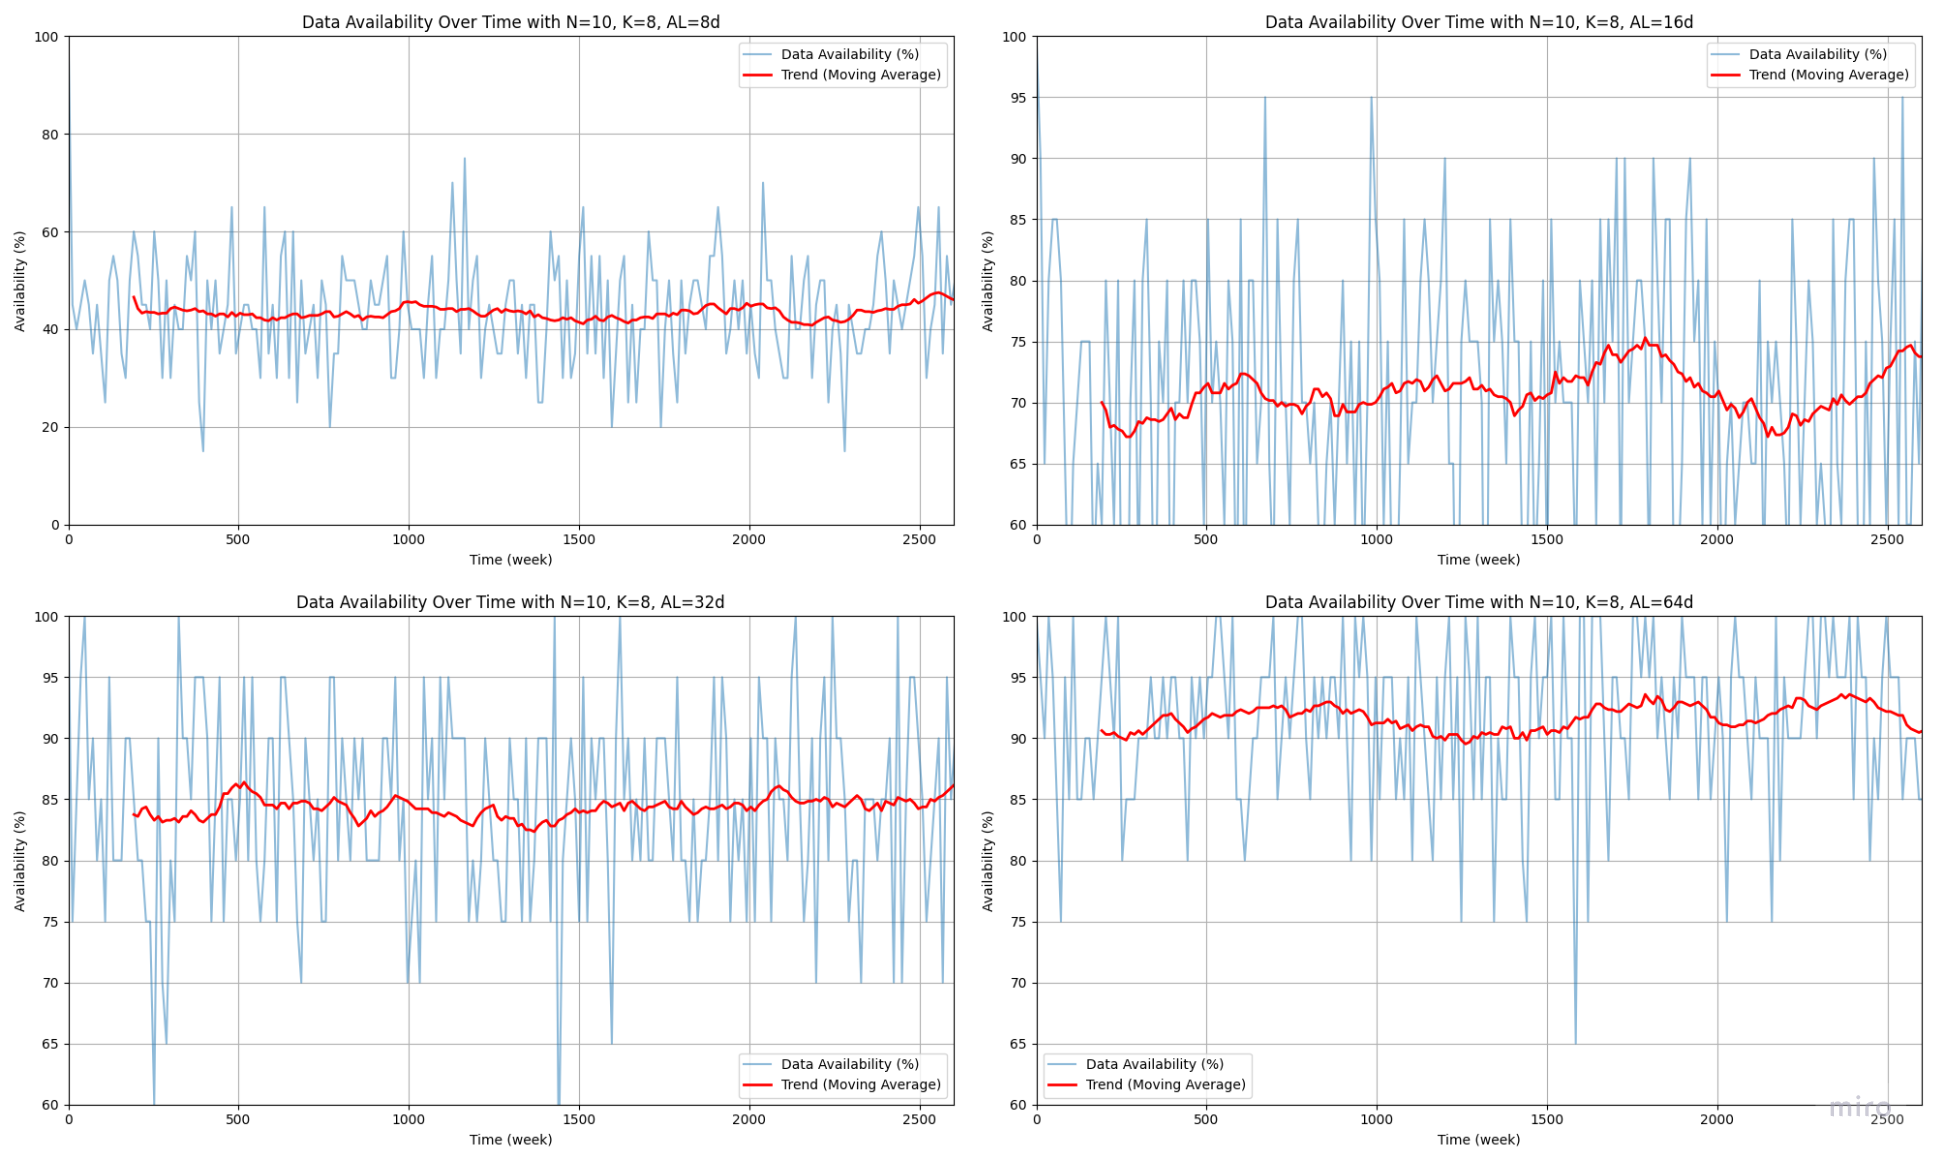 Data Availability Over Time with N=10, K=8, AL=8d
Availability (%)
100
80
60
40
20
0
Data Availability (%)
Trend (Moving Average)
0 500 1000 1500 2000 2500
Time (week)
Data Availability Over Time with N=10, K=8, AL=16d
Availability (%)
100
95
90
85
80
75
70
65
60
Data Availability (%)
Trend (Moving Average)
0 500 1000 1500 2000 2500
Time (week)
Data Availability Over Time with N=10, K=8, AL=32d
Availability (%)
100
95
90
85
80
75
70
65
60
Data Availability (%)
Trend (Moving Average)
0 500 1000 1500 2000 2500
Time (week)
Data Availability Over Time with N=10, K=8, AL=64d
Availability (%)
100
95
90
85
80
75
70
65
60
Data Availability (%)
Trend (Moving Average)
0 500 1000 1500 2000 2500
Time (week)
miro